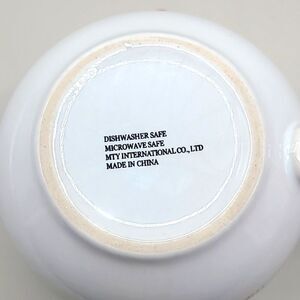 DISHWASHER SAFE
MICROWAVE SAFE
MTY INTERNATIONAL CO., LTD
MADE IN CHINA